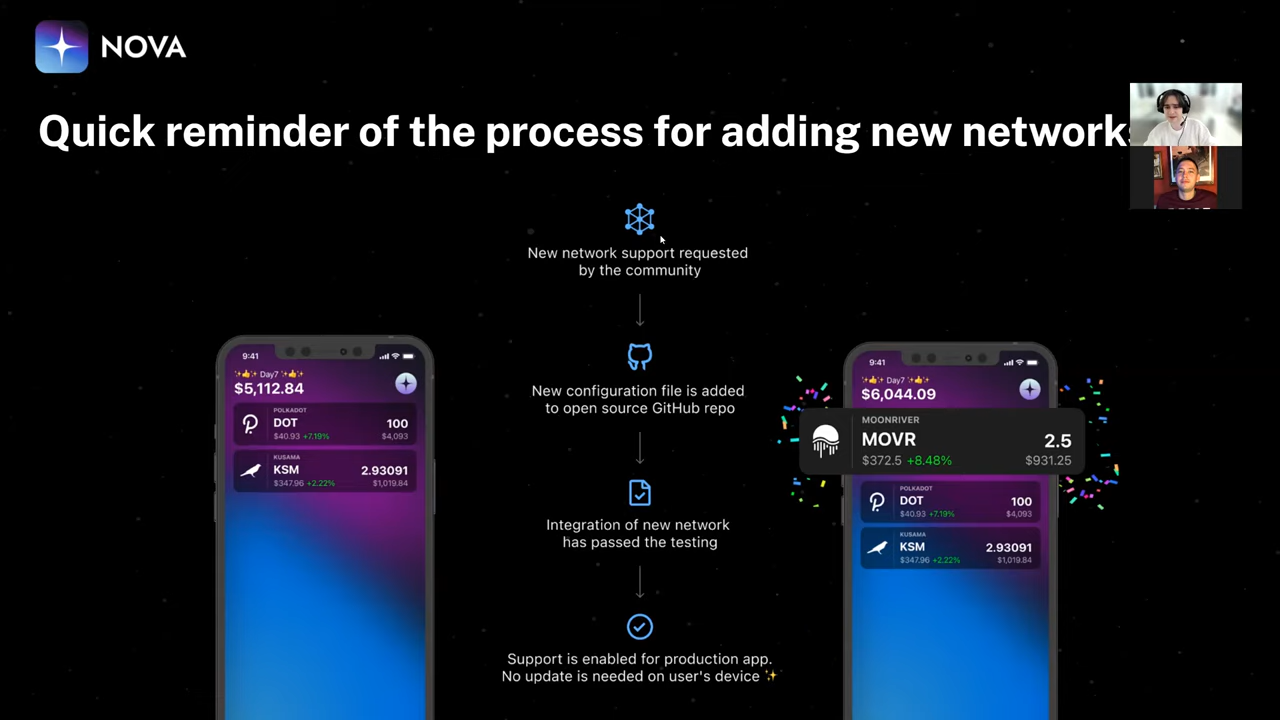 NOVA
Quick reminder of the process for adding new networks
New network support requested
by the community
New configuration file is added
to open source GitHub repo
Integration of new network
has passed the testing
Support is enabled for production app.
No update is needed on user's device ✨
9:41
✨👍✨ Day7 ✨👍✨
$5,112.84
POLKADOT
DOT 100
$40.93 +7.19% $4,093
KUSAMA
KSM 2.93091
$347.96 +2.22% $1,019.84
9:41
✨👍✨ Day7 ✨👍✨
$6,044.09
MOONRIVER
MOVR 2.5
$372.5 +8.48% $931.25
POLKADOT
DOT 100
$40.93 +7.19% $4,093
KUSAMA
KSM 2.93091
$347.96 +2.22% $1,019.84